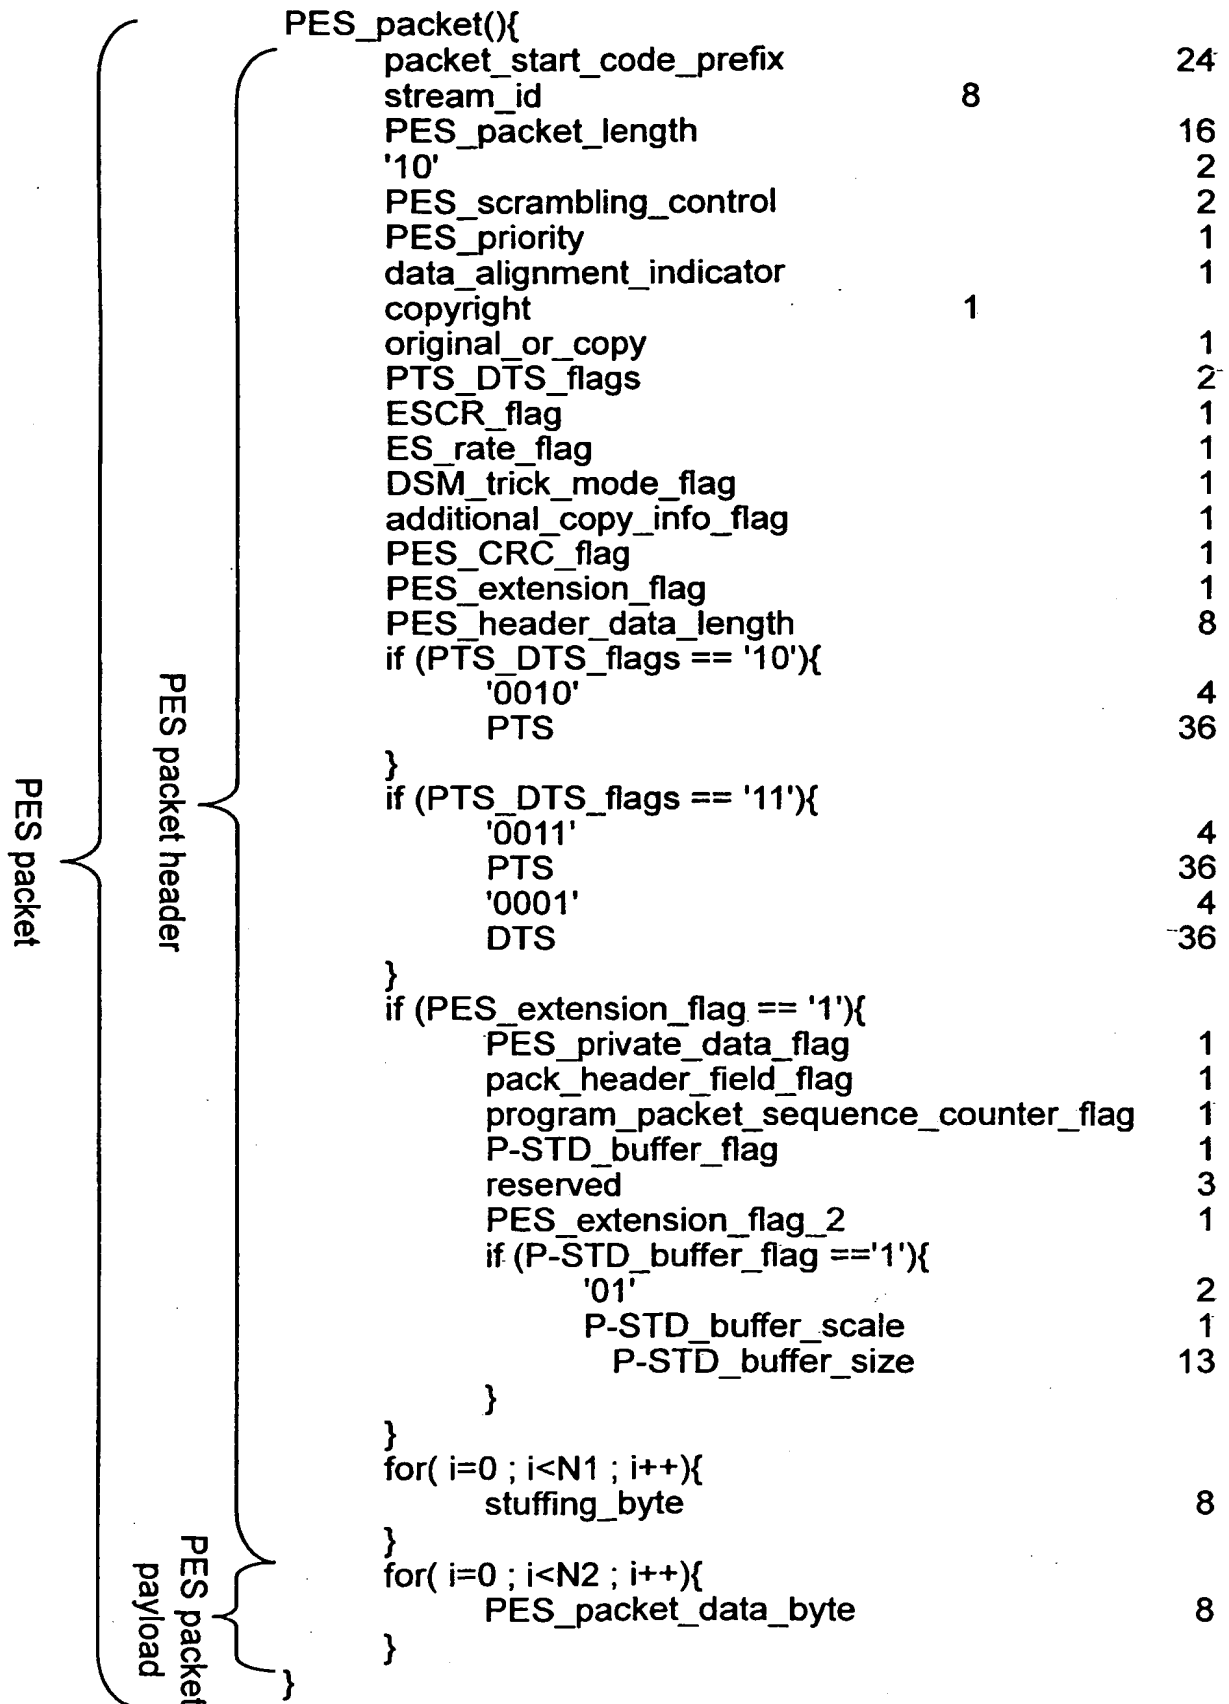 PES_packet(){
packet_start_code_prefix 24
stream_id 8
PES_packet_length 16
'10' 2
PES_scrambling_control 2
PES_priority 1
data_alignment_indicator 1
copyright 1
original_or_copy 1
PTS_DTS_flags 2
ESCR_flag 1
ES_rate_flag 1
DSM_trick_mode_flag 1
additional_copy_info_flag 1
PES_CRC_flag 1
PES_extension_flag 1
PES_header_data_length 8
if (PTS_DTS_flags == '10'){
'0010' 4
PTS 36
}
if (PTS_DTS_flags == '11'){
'0011' 4
PTS 36
'0001' 4
DTS 36
}
if (PES_extension_flag == '1'){
PES_private_data_flag 1
pack_header_field_flag 1
program_packet_sequence_counter_flag 1
P-STD_buffer_flag 1
reserved 3
PES_extension_flag_2 1
if (P-STD_buffer_flag =='1'){
'01' 2
P-STD_buffer_scale 1
P-STD_buffer_size 13
}
}
for( i=0 ; i<N1 ; i++){
stuffing_byte 8
}
for( i=0 ; i<N2 ; i++){
PES_packet_data_byte 8
}
}
PES packet header
PES packet
PES packet
payload